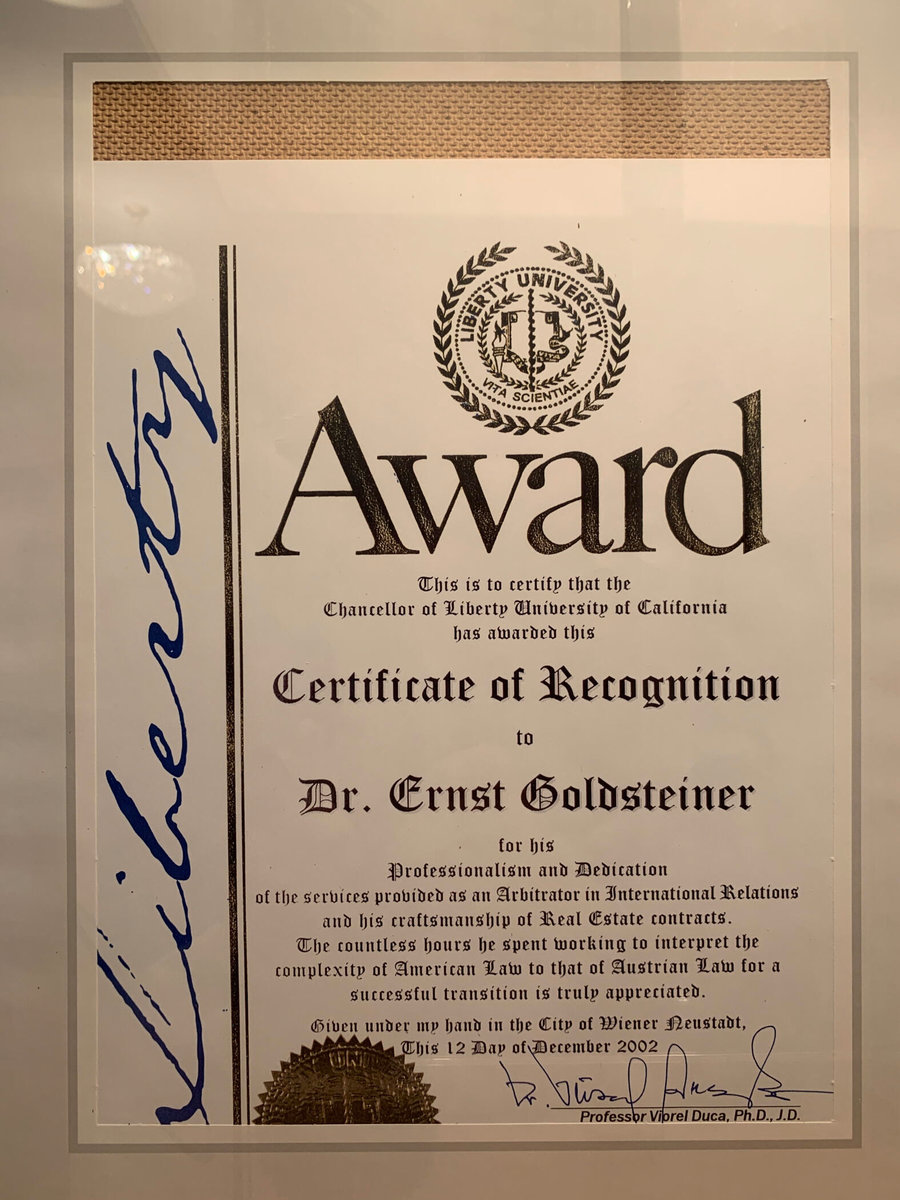 Liberty
LIBERTY UNIVERSITY
VITA SCIENTIAE
Award
This is to certify that the
Chancellor of Liberty University of California
has awarded this
Certificate of Recognition
to
Dr. Ernst Goldsteiner
for his
Professionalism and Dedication
of the services provided as an Arbitrator in International Relations
and his craftsmanship of Real Estate contracts.
The countless hours he spent working to interpret the
complexity of American Law to that of Austrian Law for a
successful transition is truly appreciated.
Given under my hand in the City of Wiener Neustadt,
This 12 Day of December 2002
Professor Viorel Duca, Ph.D., J.D.